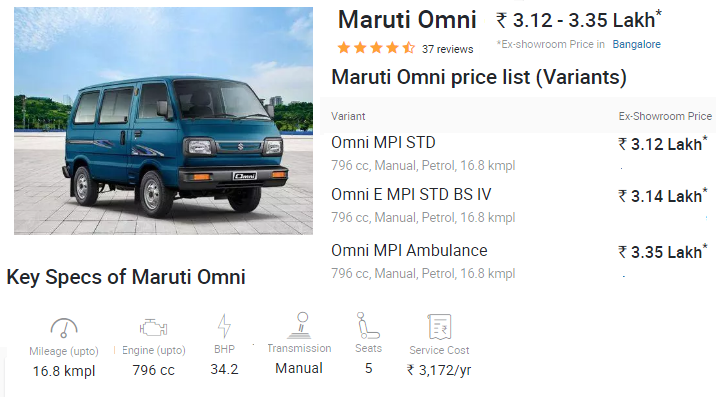 Maruti Omni ₹ 3.12 - 3.35 Lakh*
37 reviews *Ex-showroom Price in Bangalore
Maruti Omni price list (Variants)
Variant Ex-Showroom Price
Omni MPI STD ₹ 3.12 Lakh*
796 cc, Manual, Petrol, 16.8 kmpl
Omni E MPI STD BS IV ₹ 3.14 Lakh*
796 cc, Manual, Petrol, 16.8 kmpl
Omni MPI Ambulance ₹ 3.35 Lakh*
796 cc, Manual, Petrol, 16.8 kmpl
Omni
Key Specs of Maruti Omni
Mileage (upto) Engine (upto) BHP Transmission Seats Service Cost
16.8 kmpl 796 cc 34.2 Manual 5 ₹ 3,172/yr